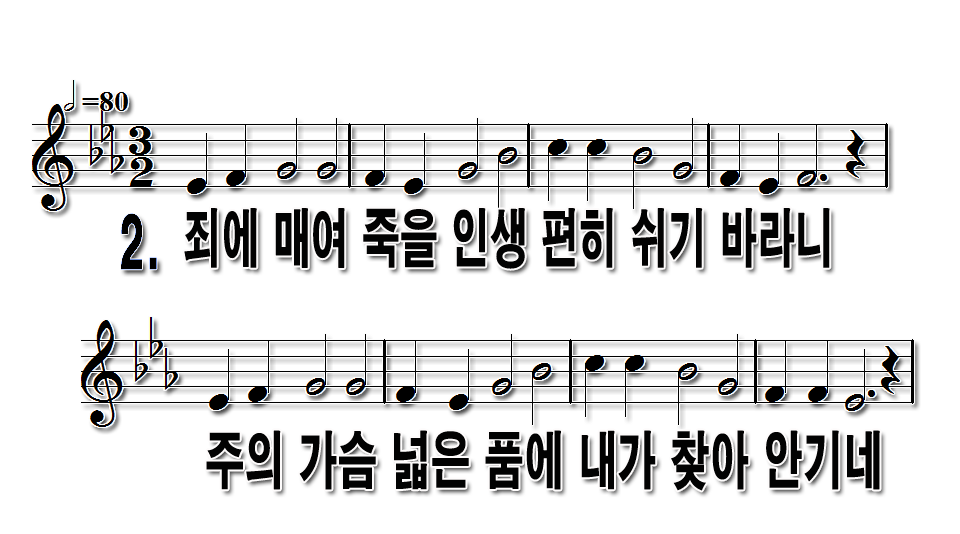 =80
3
2
2. 죄에 매여 죽을 인생 편히 쉬기 바라니
주의 가슴 넓은 품에 내가 찾아 안기네